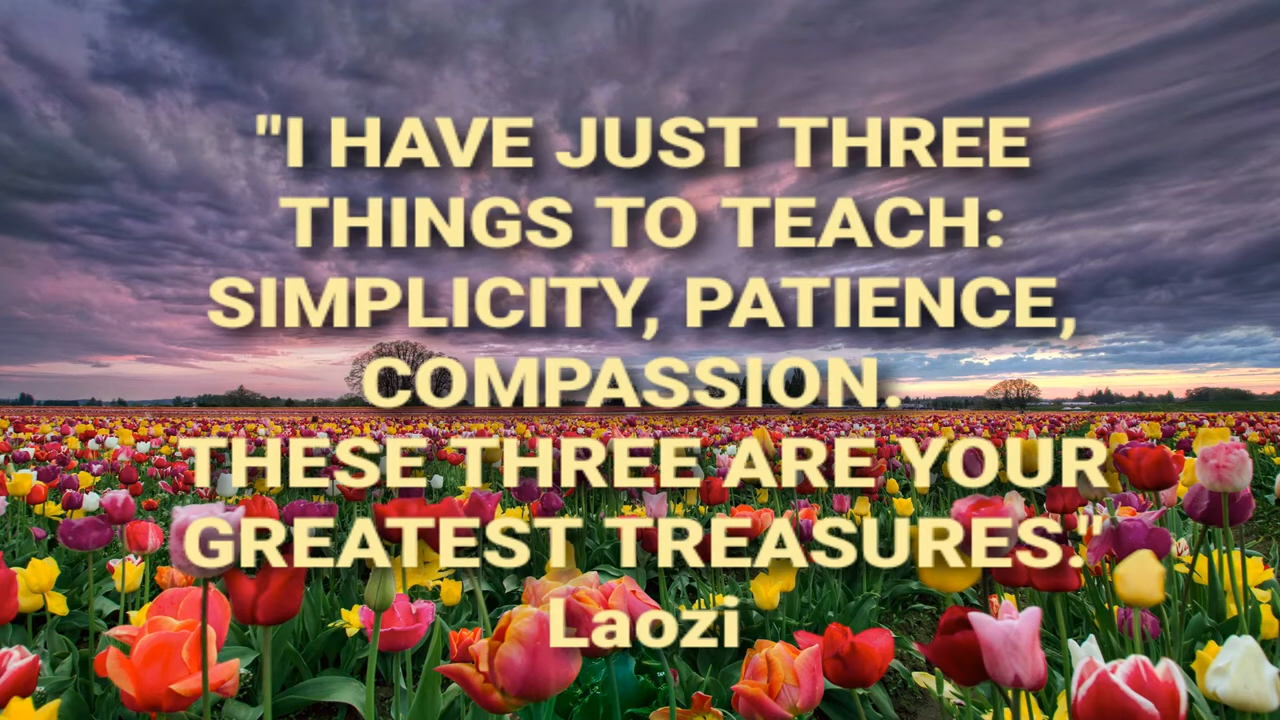 "I HAVE JUST THREE
THINGS TO TEACH:
SIMPLICITY, PATIENCE,
COMPASSION.
THESE THREE ARE YOUR
GREATEST TREASURES."
Laozi